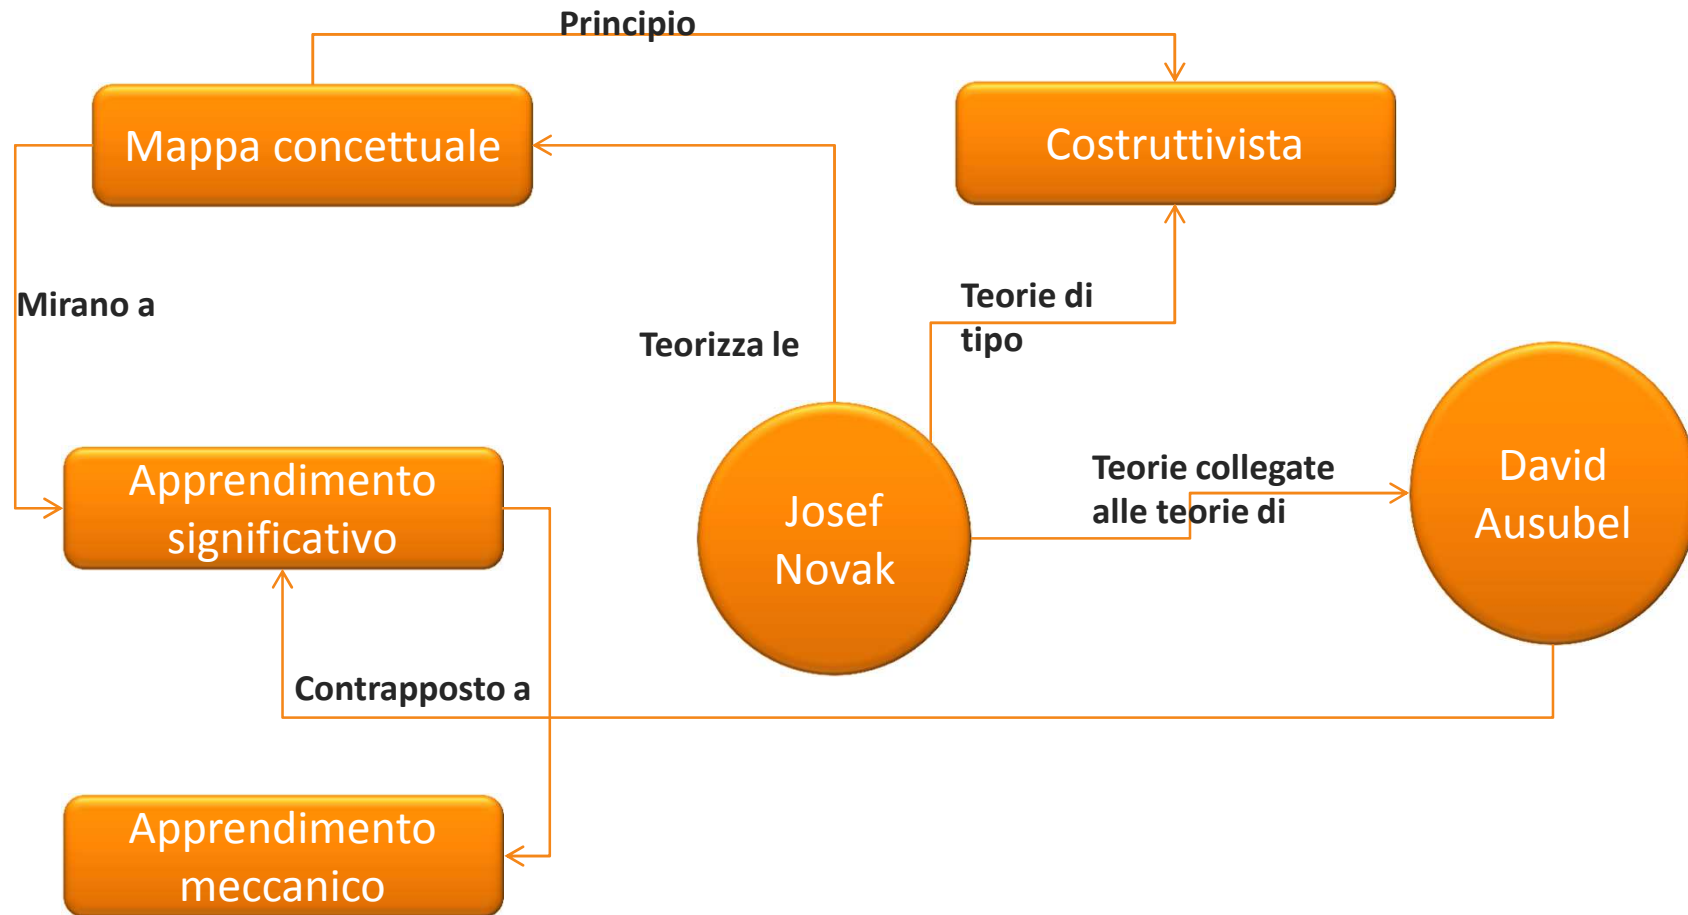 Principio
Mappa concettuale
Costruttivista
Mirano a
Teorizza le
Teorie di
tipo
Apprendimento
significativo
Josef
Novak
Teorie collegate
alle teorie di
David
Ausubel
Contrapposto a
Apprendimento
meccanico